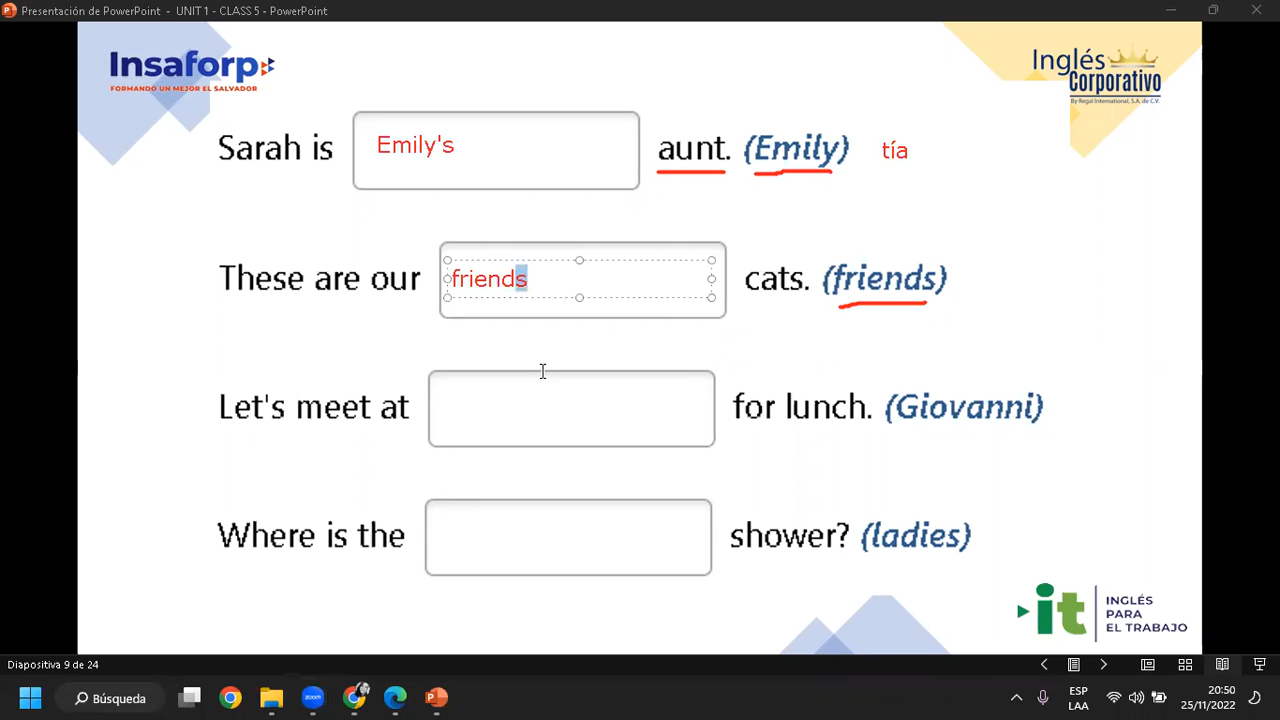 Presentación de PowerPoint - UNIT 1 - CLASS 5 - PowerPoint
Insaforp
FORMANDO UN MEJOR EL SALVADOR
Inglés
Corporativo
By Regal International, S.A. de C.V.
Sarah is Emily's aunt. (Emily) tía
These are our friends cats. (friends)
Let's meet at for lunch. (Giovanni)
Where is the shower? (ladies)
it INGLÉS
PARA
EL TRABAJO
Diapositiva 9 de 24
Búsqueda
ESP
LAA
20:50
25/11/2022